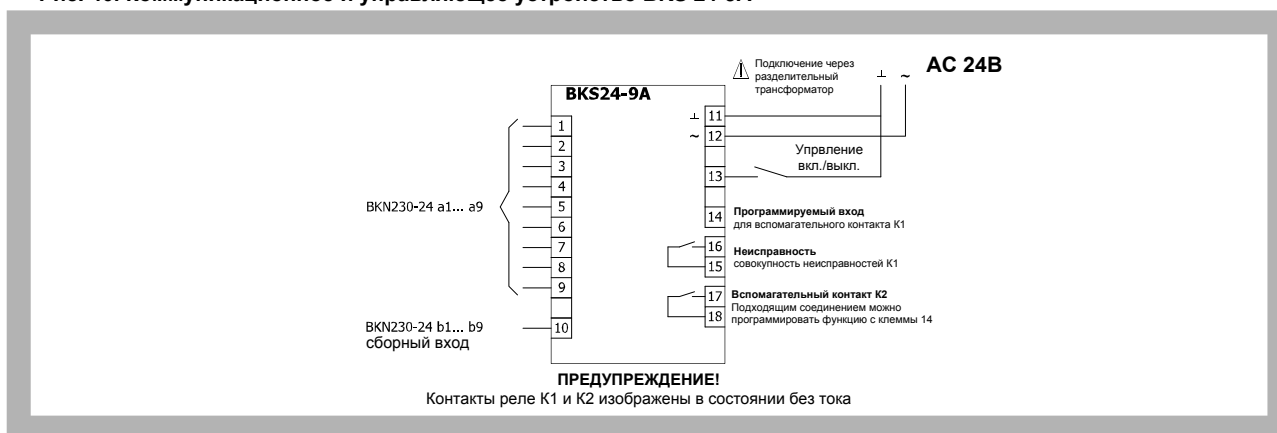 Подключение через
разделительный
трансформатор
⊥ ~ AC 24В
BKS24-9A
1
2
3
4
5
6
7
8
9
10
BKN230-24 a1... a9
BKN230-24 b1... b9
сборный вход
⊥ 11
~ 12
Упрвление
вкл./выкл.
13
14
Программируемый вход
для вспомагательного контакта K1
16
15
Неисправность
совокупность неисправностей K1
17
18
Вспомагательный контакт K2
Подходящим соединением можно
программировать функцию с клеммы 14
ПРЕДУПРЕЖДЕНИЕ!
Контакты реле K1 и K2 изображены в состоянии без тока